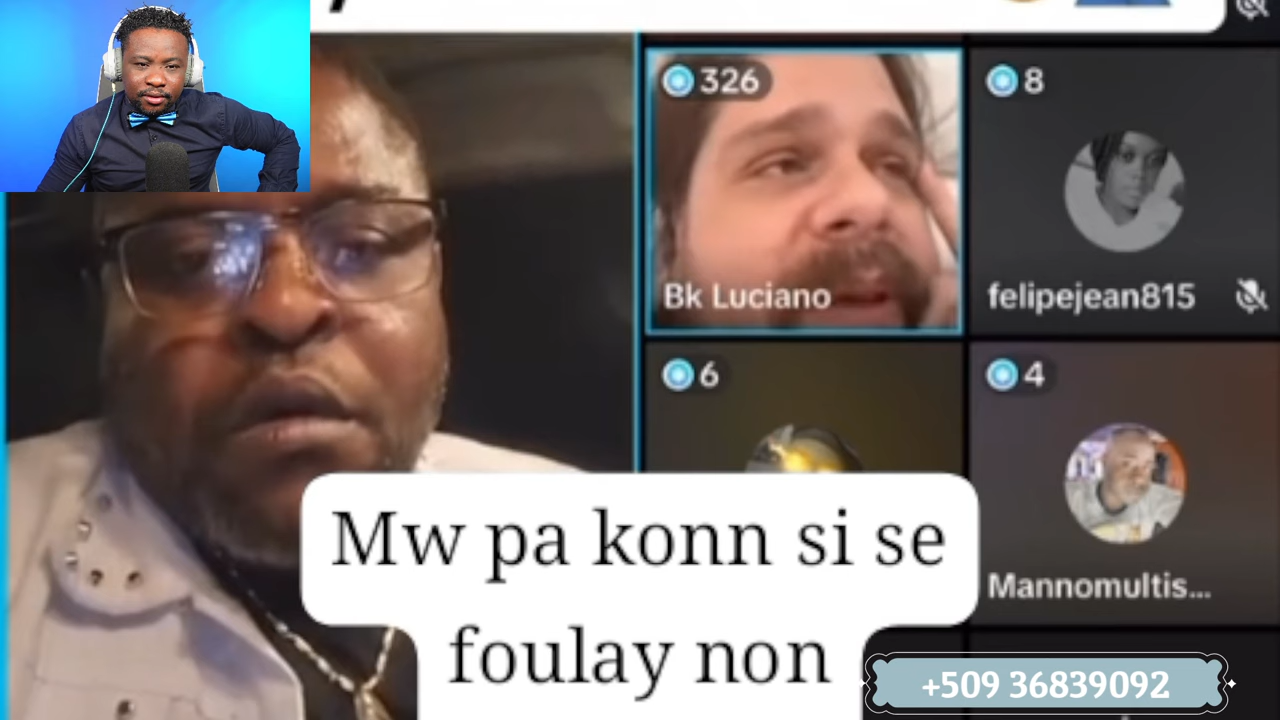 326
8
Bk Luciano
felipejean815
6
4
Mannomultis...
Mw pa konn si se
foulay non
+509 36839092